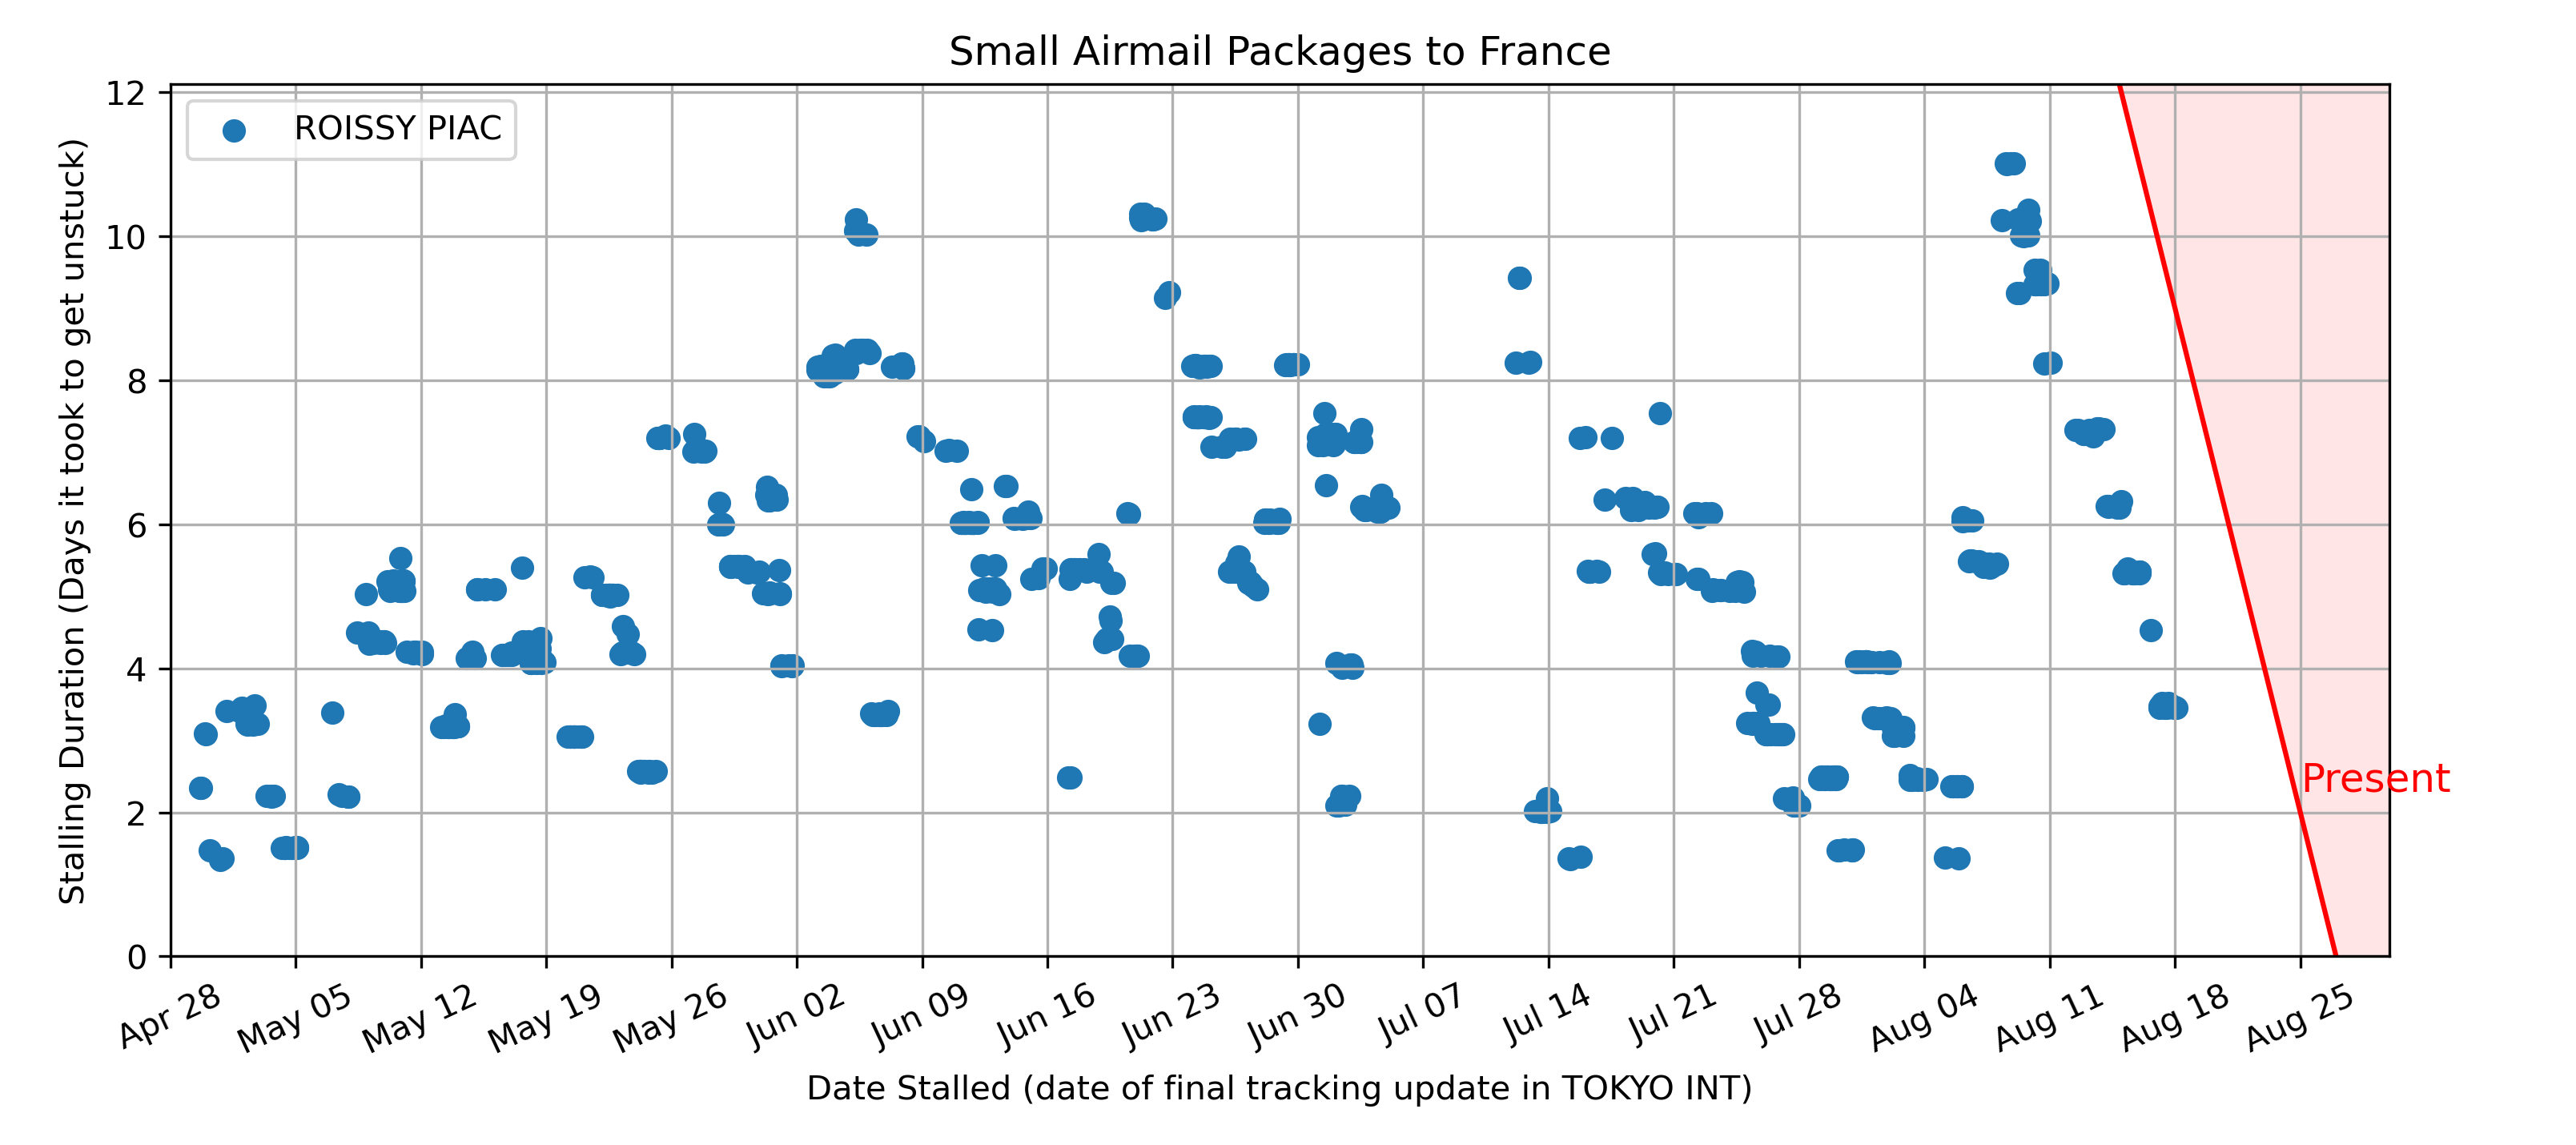 Small Airmail Packages to France
ROISSY PIAC
Stalling Duration (Days it took to get unstuck)
12
10
8
6
4
2
0
Present
Apr 28
May 05
May 12
May 19
May 26
Jun 02
Jun 09
Jun 16
Jun 23
Jun 30
Jul 07
Jul 14
Jul 21
Jul 28
Aug 04
Aug 11
Aug 18
Aug 25
Date Stalled (date of final tracking update in TOKYO INT)